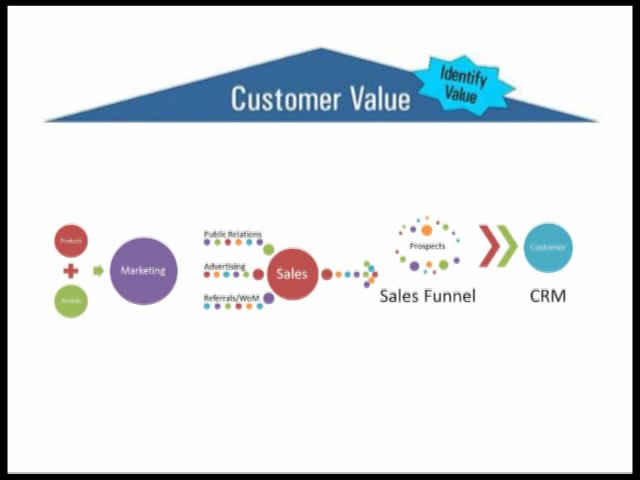 Identify
Value
Customer Value
Products
Services
Marketing
Public Relations
Advertising
Referrals/WoM
Sales
Prospects
Sales Funnel
Customer
CRM